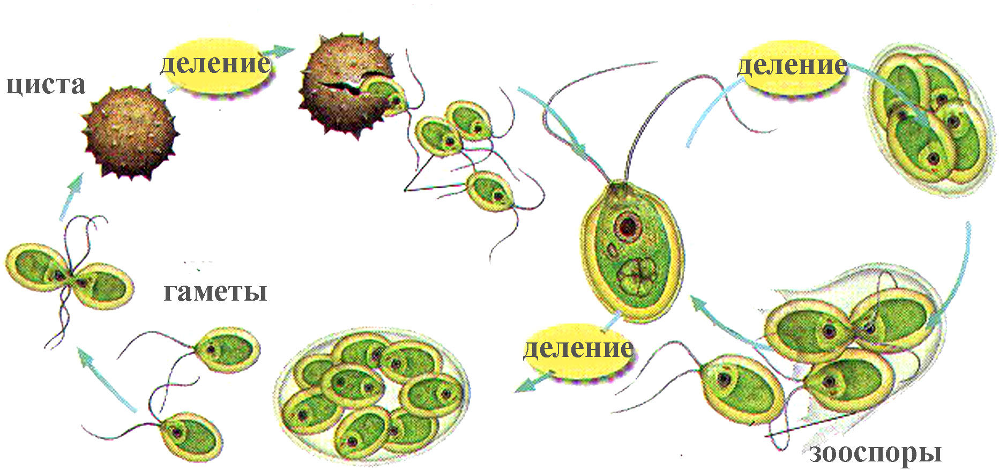 деление
деление
циста
гаметы
деление
зооспоры